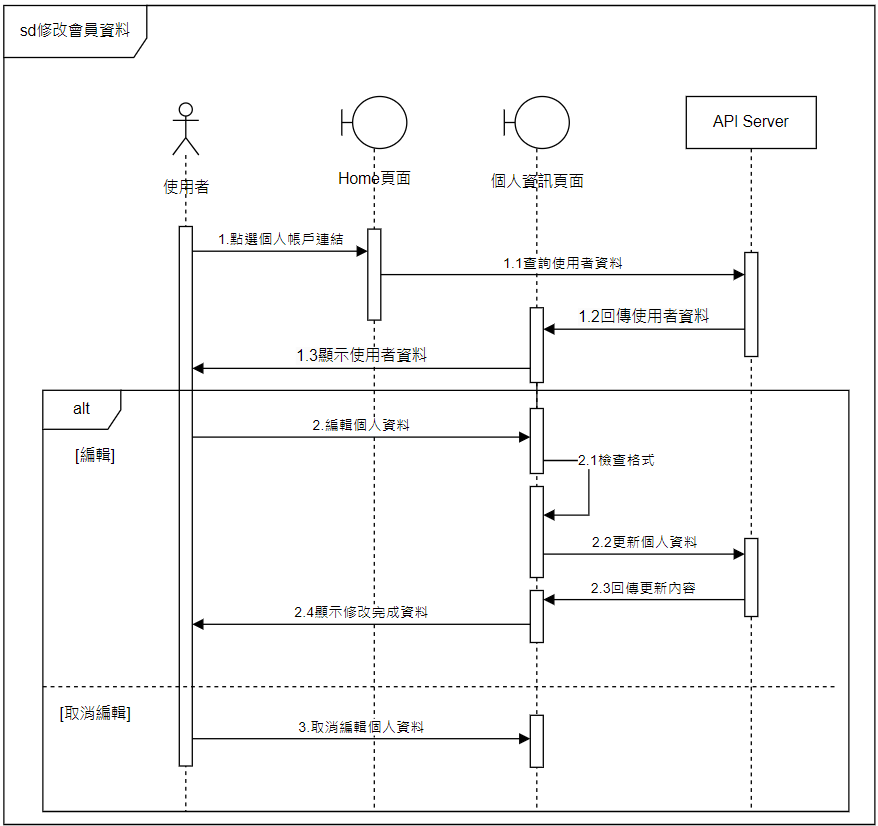 sd修改會員資料
API Server
Home頁面
個人資訊頁面
使用者
1.點選個人帳戶連結
1.1查詢使用者資料
1.2回傳使用者資料
1.3顯示使用者資料
alt
2.編輯個人資料
[編輯]
2.1檢查格式
2.2更新個人資料
2.3回傳更新內容
2.4顯示修改完成資料
[取消編輯]
3.取消編輯個人資料